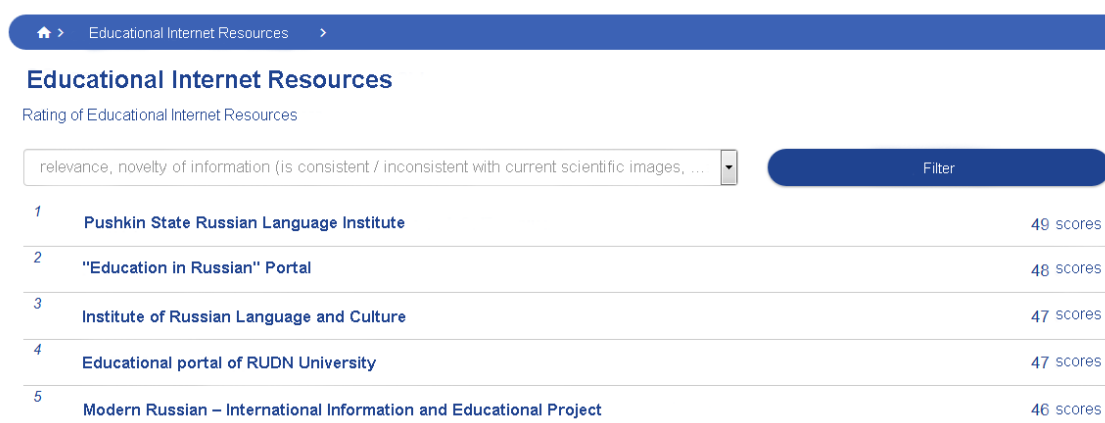 Educational Internet Resources
Educational Internet Resources
Rating of Educational Internet Resources
relevance, novelty of information (is consistent / inconsistent with current scientific images, ... Filter
1 Pushkin State Russian Language Institute 49 scores
2 "Education in Russian" Portal 48 scores
3 Institute of Russian Language and Culture 47 scores
4 Educational portal of RUDN University 47 scores
5 Modern Russian – International Information and Educational Project 46 scores